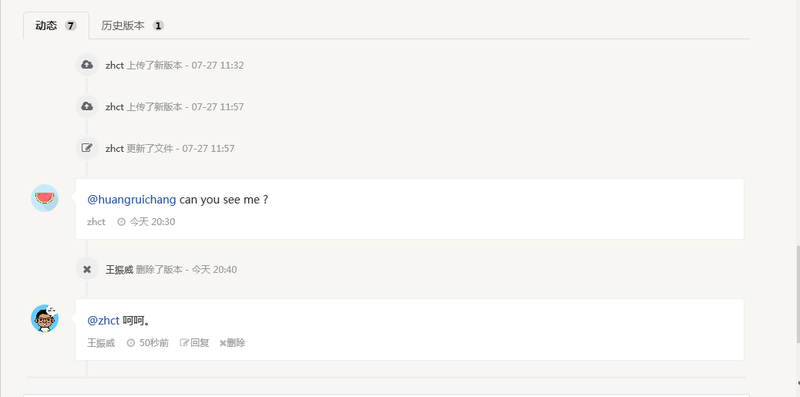 动态 7 历史版本 1
zhct 上传了新版本 - 07-27 11:32
zhct 上传了新版本 - 07-27 11:57
zhct 更新了文件 - 07-27 11:57
@huangruichang can you see me ?
zhct 今天 20:30
王振威 删除了版本 - 今天 20:40
@zhct 呵呵。
王振威 50秒前 回复 删除